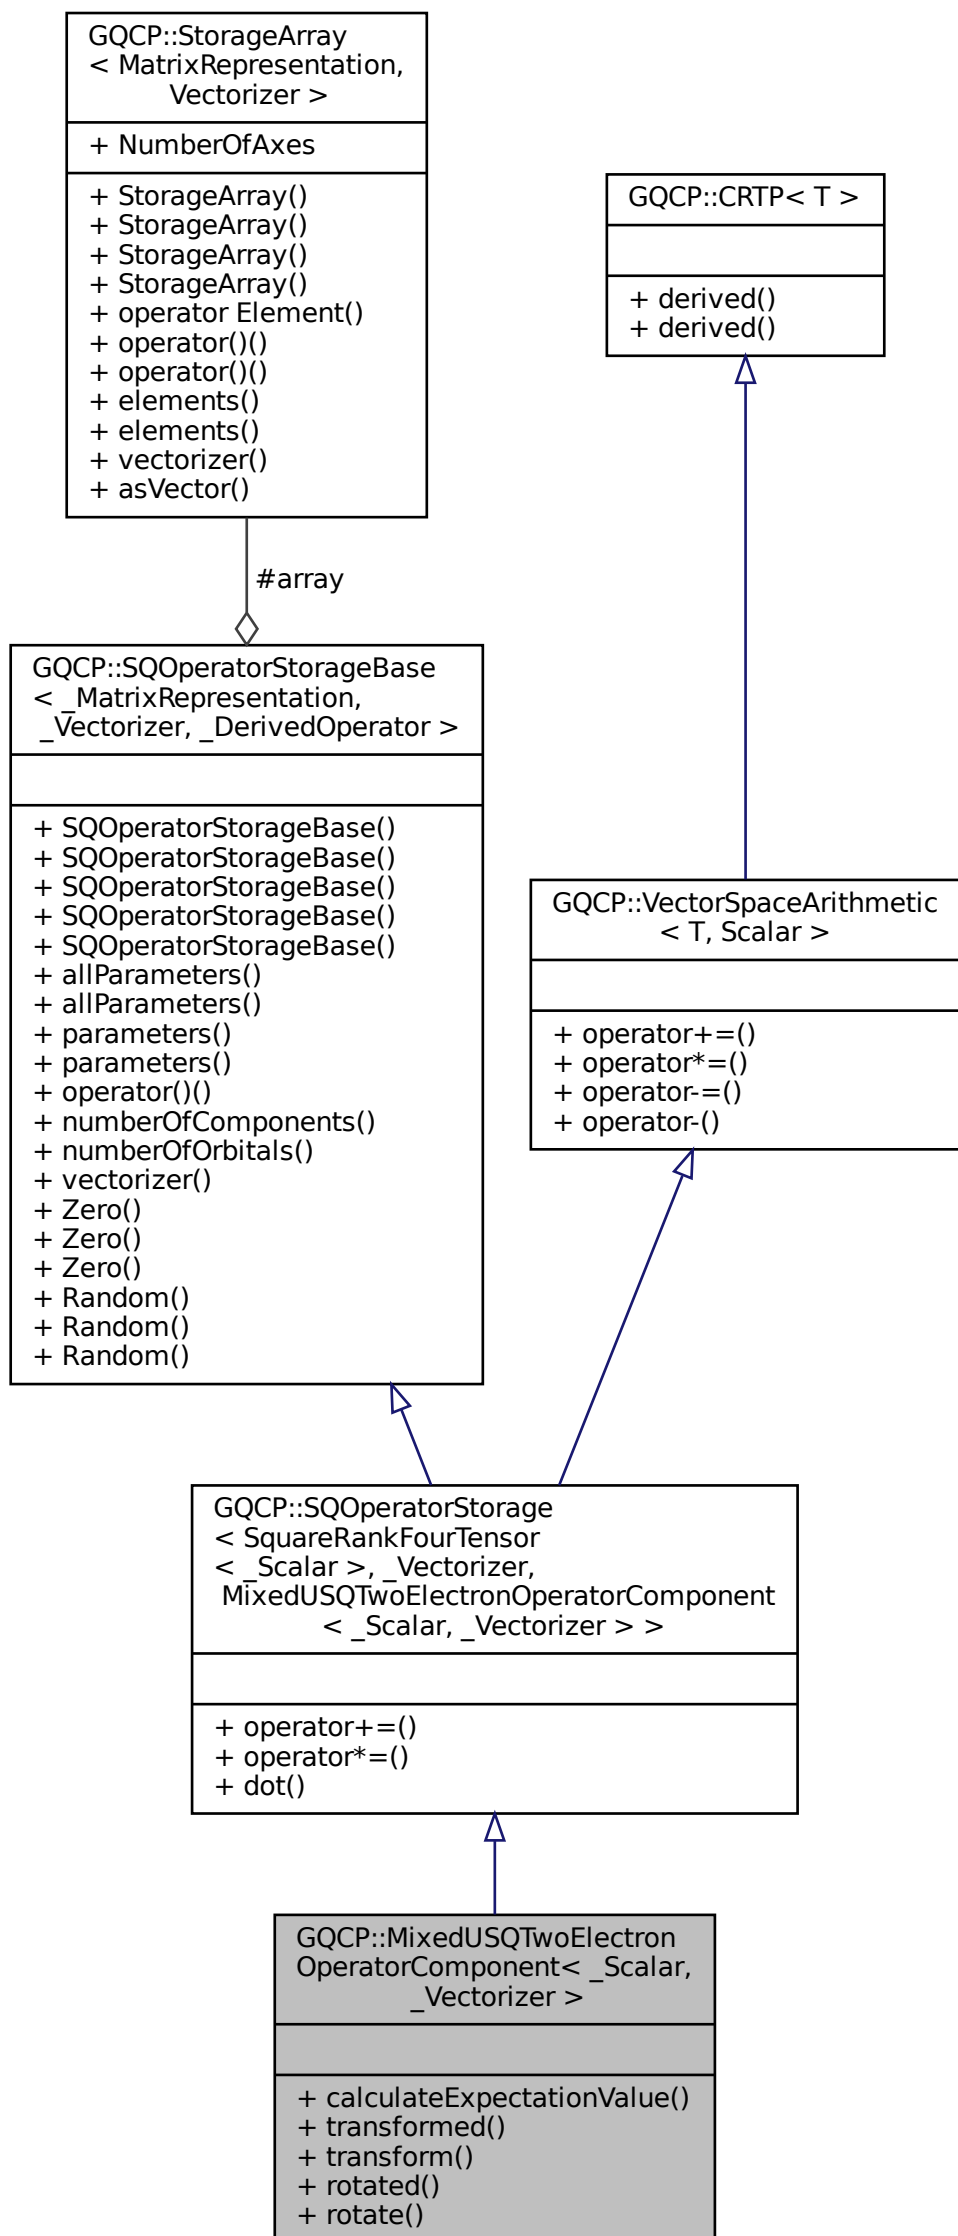 GQCP::StorageArray
< MatrixRepresentation,
Vectorizer >
+ NumberOfAxes
+ StorageArray()
+ StorageArray()
+ StorageArray()
+ StorageArray()
+ operator Element()
+ operator()()
+ operator()()
+ elements()
+ elements()
+ vectorizer()
+ asVector()
GQCP::CRTP< T >
+ derived()
+ derived()
#array
GQCP::SQOperatorStorageBase
< _MatrixRepresentation,
_Vectorizer, _DerivedOperator >
+ SQOperatorStorageBase()
+ SQOperatorStorageBase()
+ SQOperatorStorageBase()
+ SQOperatorStorageBase()
+ SQOperatorStorageBase()
+ allParameters()
+ allParameters()
+ parameters()
+ parameters()
+ operator()()
+ numberOfComponents()
+ numberOfOrbitals()
+ vectorizer()
+ Zero()
+ Zero()
+ Zero()
+ Random()
+ Random()
+ Random()
GQCP::VectorSpaceArithmetic
< T, Scalar >
+ operator+=()
+ operator*=()
+ operator-=()
+ operator-()
GQCP::SQOperatorStorage
< SquareRankFourTensor
< _Scalar >, _Vectorizer,
MixedUSQTwoElectronOperatorComponent
< _Scalar, _Vectorizer > >
+ operator+=()
+ operator*=()
+ dot()
GQCP::MixedUSQTwoElectron
OperatorComponent< _Scalar,
_Vectorizer >
+ calculateExpectationValue()
+ transformed()
+ transform()
+ rotated()
+ rotate()